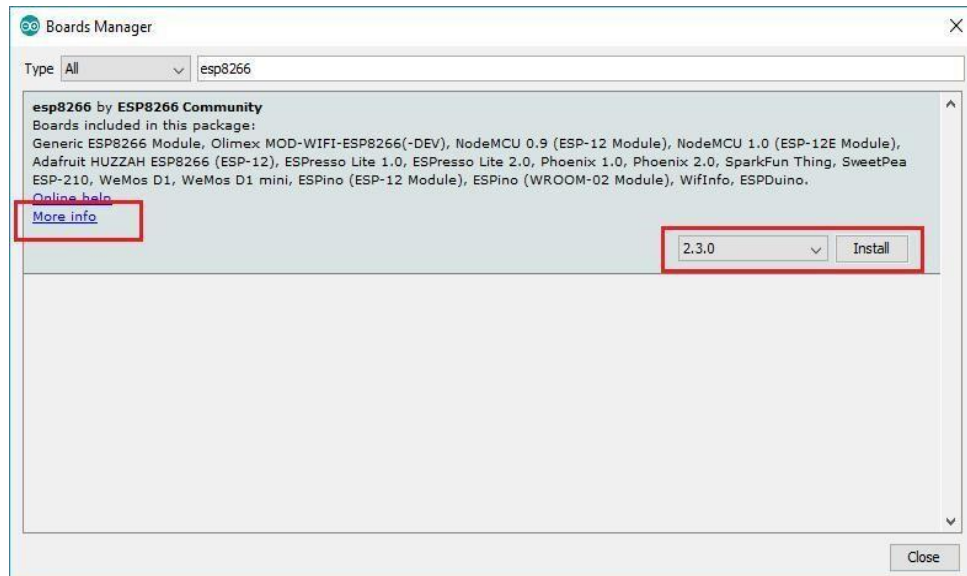 Boards Manager
Type All esp8266
esp8266 by ESP8266 Community
Boards included in this package:
Generic ESP8266 Module, Olimex MOD-WIFI-ESP8266(-DEV), NodeMCU 0.9 (ESP-12 Module), NodeMCU 1.0 (ESP-12E Module),
Adafruit HUZZAH ESP8266 (ESP-12), ESPresso Lite 1.0, ESPresso Lite 2.0, Phoenix 1.0, Phoenix 2.0, SparkFun Thing, SweetPea
ESP-210, WeMos D1, WeMos D1 mini, ESPino (ESP-12 Module), ESPino (WROOM-02 Module), WifInfo, ESPDuino.
Online help
More info
2.3.0 Install
Close